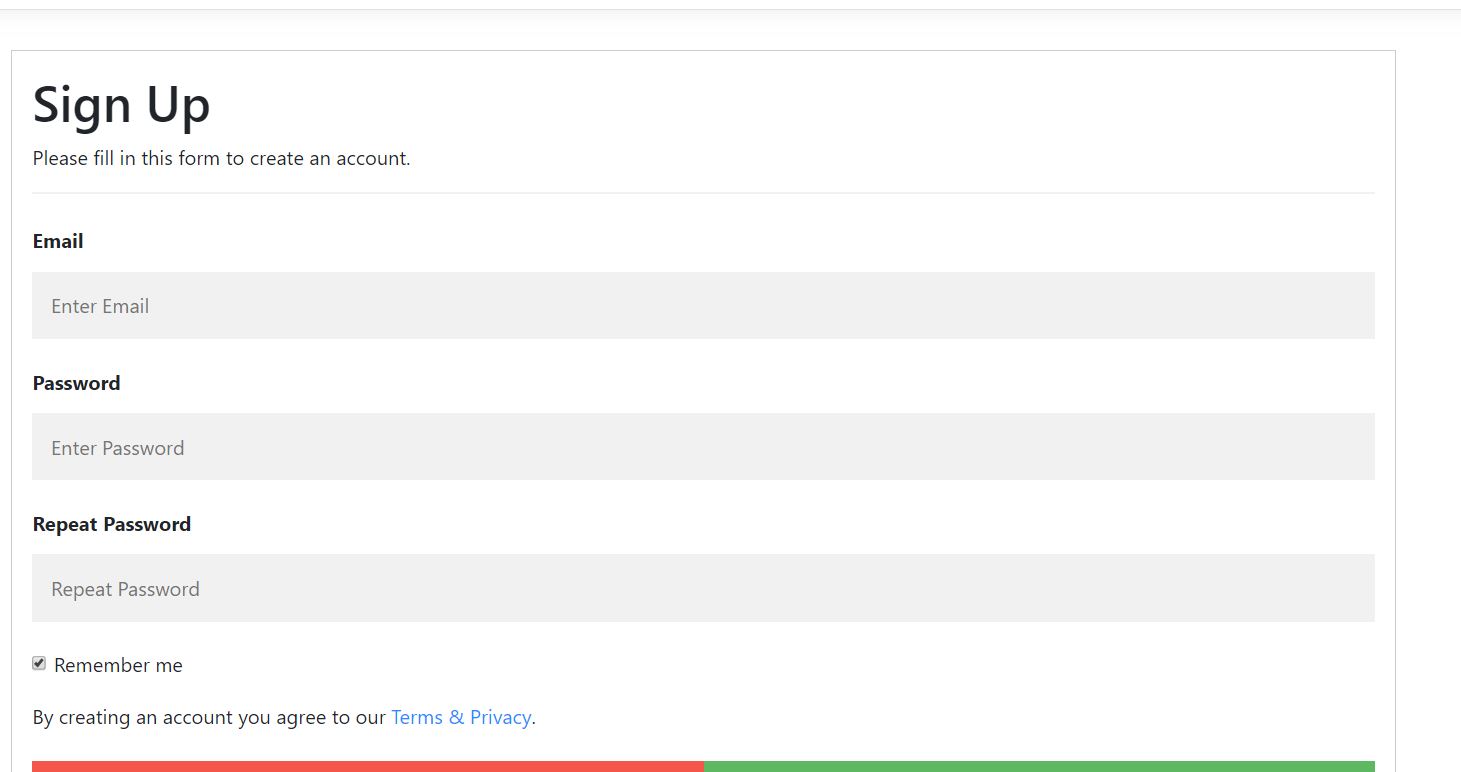 Sign Up
Please fill in this form to create an account.
Email
Enter Email
Password
Enter Password
Repeat Password
Repeat Password
Remember me
By creating an account you agree to our Terms & Privacy.